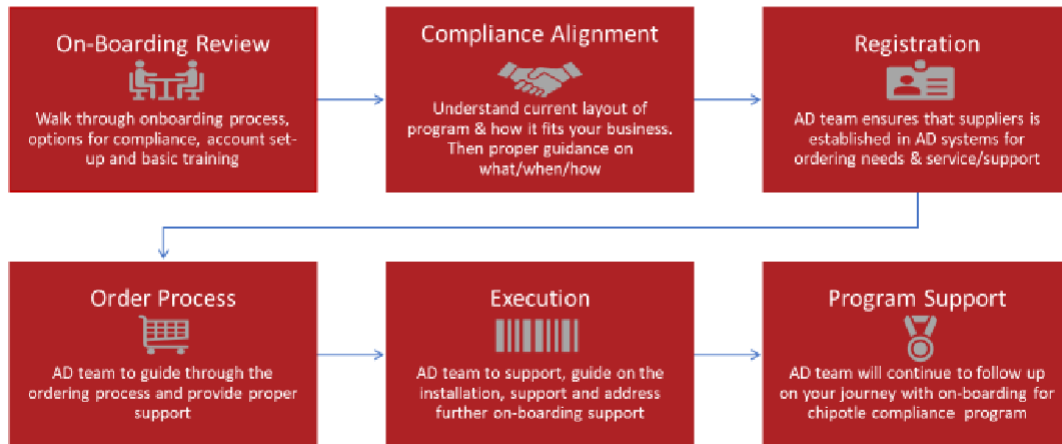 On-Boarding Review
Walk through onboarding process,
options for compliance, account set-
up and basic training
Compliance Alignment
Understand current layout of
program & how it fits your business.
Then proper guidance on
what/when/how
Registration
AD team ensures that suppliers is
established in AD systems for
ordering needs & service/support
Order Process
AD team to guide through the
ordering process and provide proper
support
Execution
AD team to support, guide on the
installation, support and address
further on-boarding support
Program Support
AD team will continue to follow up
on your journey with on-boarding for
chipotle compliance program